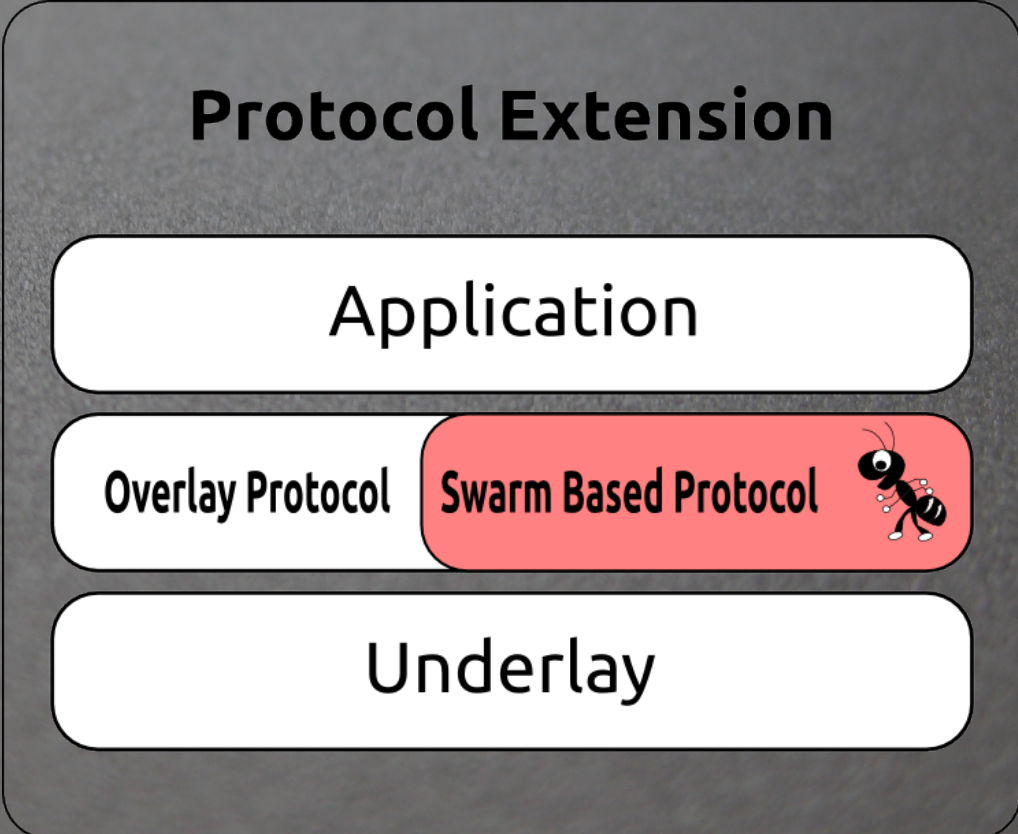 Protocol Extension
Application
Overlay Protocol
Swarm Based Protocol
Underlay